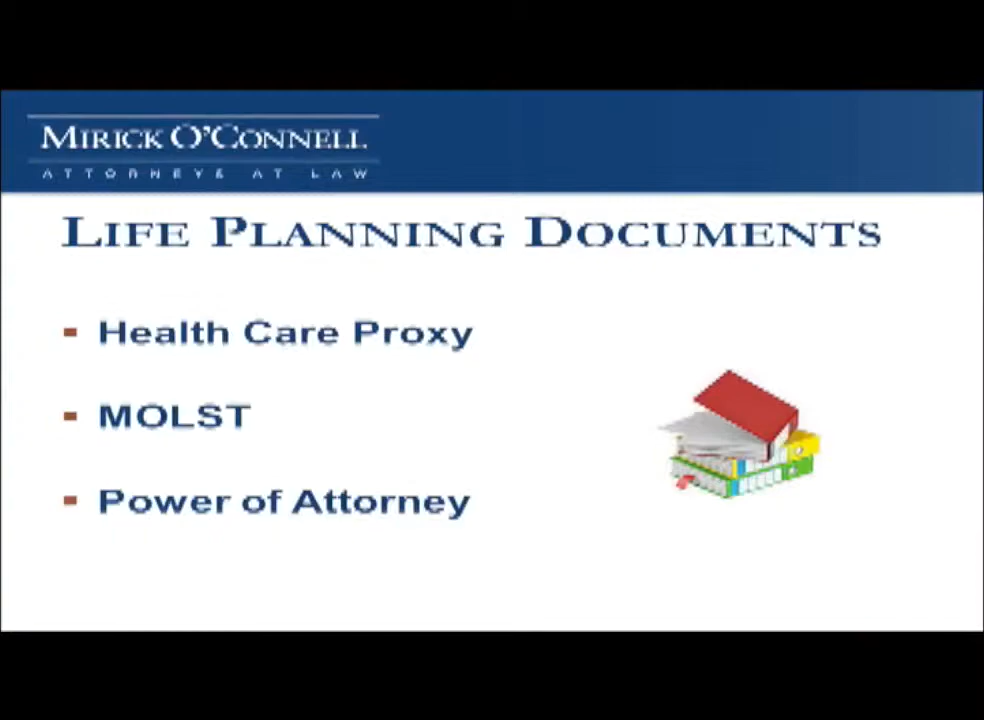 MIRICK O'CONNELL
ATTORNEYS AT LAW
LIFE PLANNING DOCUMENTS
Health Care Proxy
MOLST
Power of Attorney